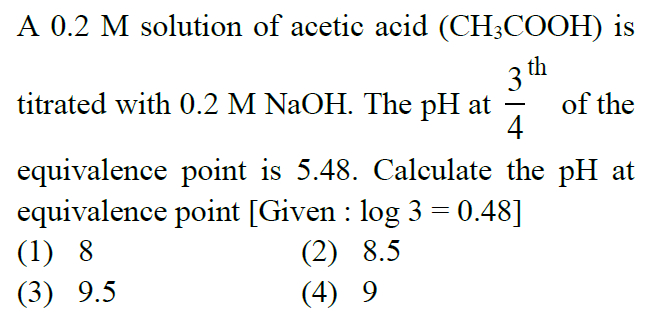 A 0.2 M solution of acetic acid (CH₃COOH) is
titrated with 0.2 M NaOH. The pH at 3/4 th of the
equivalence point is 5.48. Calculate the pH at
equivalence point [Given : log 3 = 0.48]
(1) 8 (2) 8.5
(3) 9.5 (4) 9